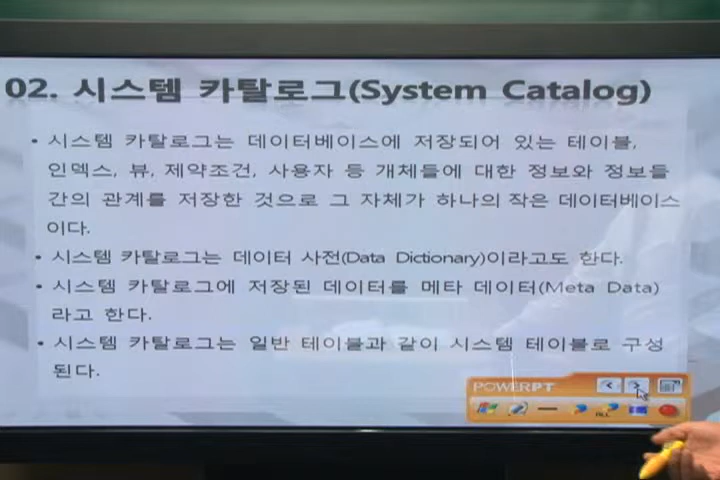 02. 시스템 카탈로그(System Catalog)
• 시스템 카탈로그는 데이터베이스에 저장되어 있는 테이블,
인덱스, 뷰, 제약조건, 사용자 등 개체들에 대한 정보와 정보들
간의 관계를 저장한 것으로 그 자체가 하나의 작은 데이터베이스
이다.
• 시스템 카탈로그는 데이터 사전(Data Dictionary)이라고도 한다.
• 시스템 카탈로그에 저장된 데이터를 메타 데이터(Meta Data)
라고 한다.
• 시스템 카탈로그는 일반 테이블과 같이 시스템 테이블로 구성
된다.
POWERPT
ALL